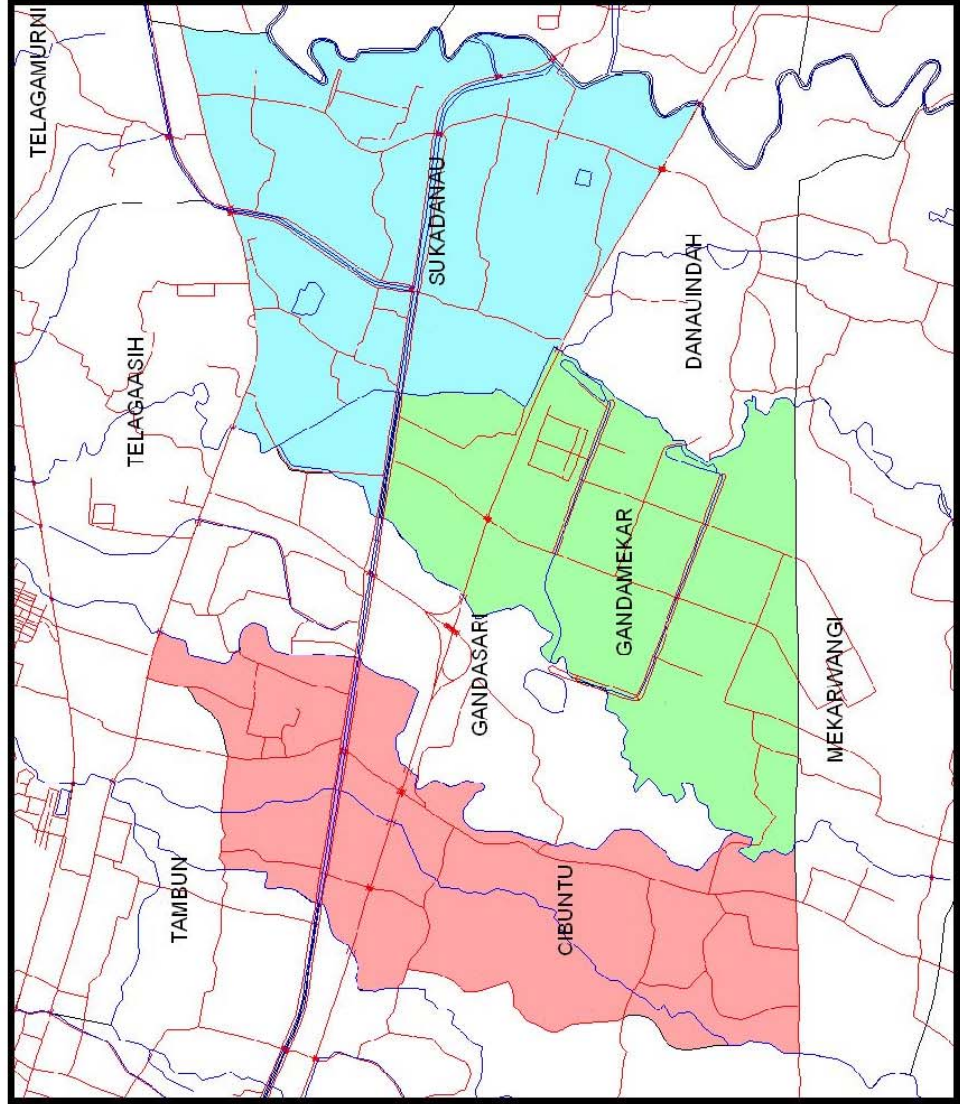 TELAGAMURNI
TELAGAASIH
SUKADANAU
DANAUINDAH
GANDAMEKAR
GANDASARI
MEKARWANGI
TAMBUN
CIBUNTU